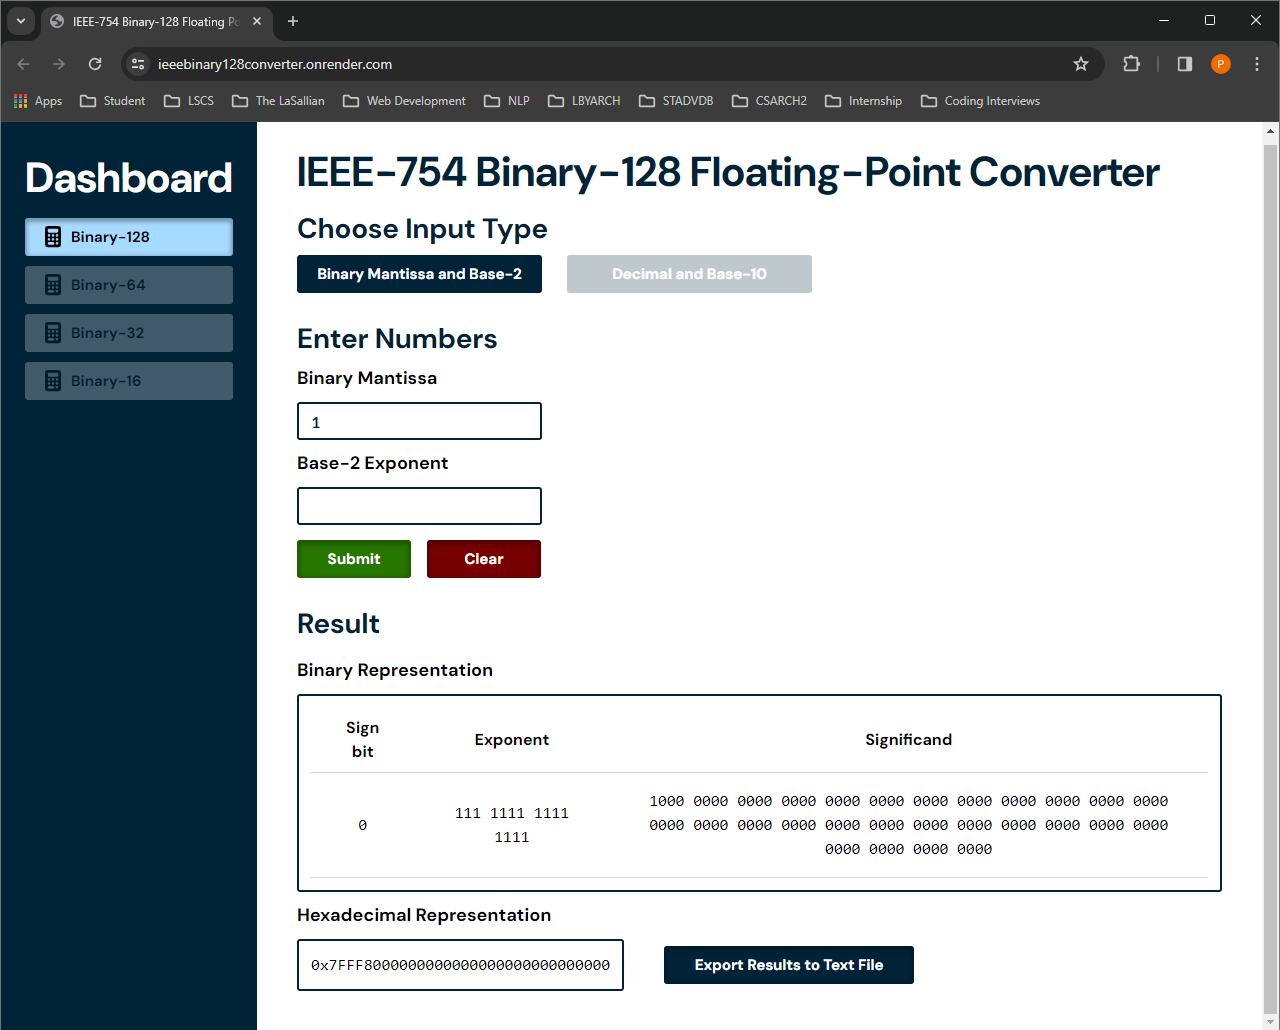 IEEE-754 Binary-128 Floating Po
ieeebinary128converter.onrender.com
P
Apps Student LSCS The LaSallian Web Development NLP LBYARCH STADVDB CSARCH2 Internship Coding Interviews
Dashboard
Binary-128
Binary-64
Binary-32
Binary-16
IEEE-754 Binary-128 Floating-Point Converter
Choose Input Type
Binary Mantissa and Base-2 Decimal and Base-10
Enter Numbers
Binary Mantissa
1
Base-2 Exponent
Submit Clear
Result
Binary Representation
Sign bit Exponent Significand
0
111 1111 1111
1111
1000 0000 0000 0000 0000 0000 0000 0000 0000 0000 0000 0000
0000 0000 0000 0000 0000 0000 0000 0000 0000 0000 0000 0000
0000 0000 0000 0000
Hexadecimal Representation
0x7FFF8000000000000000000000000000
Export Results to Text File